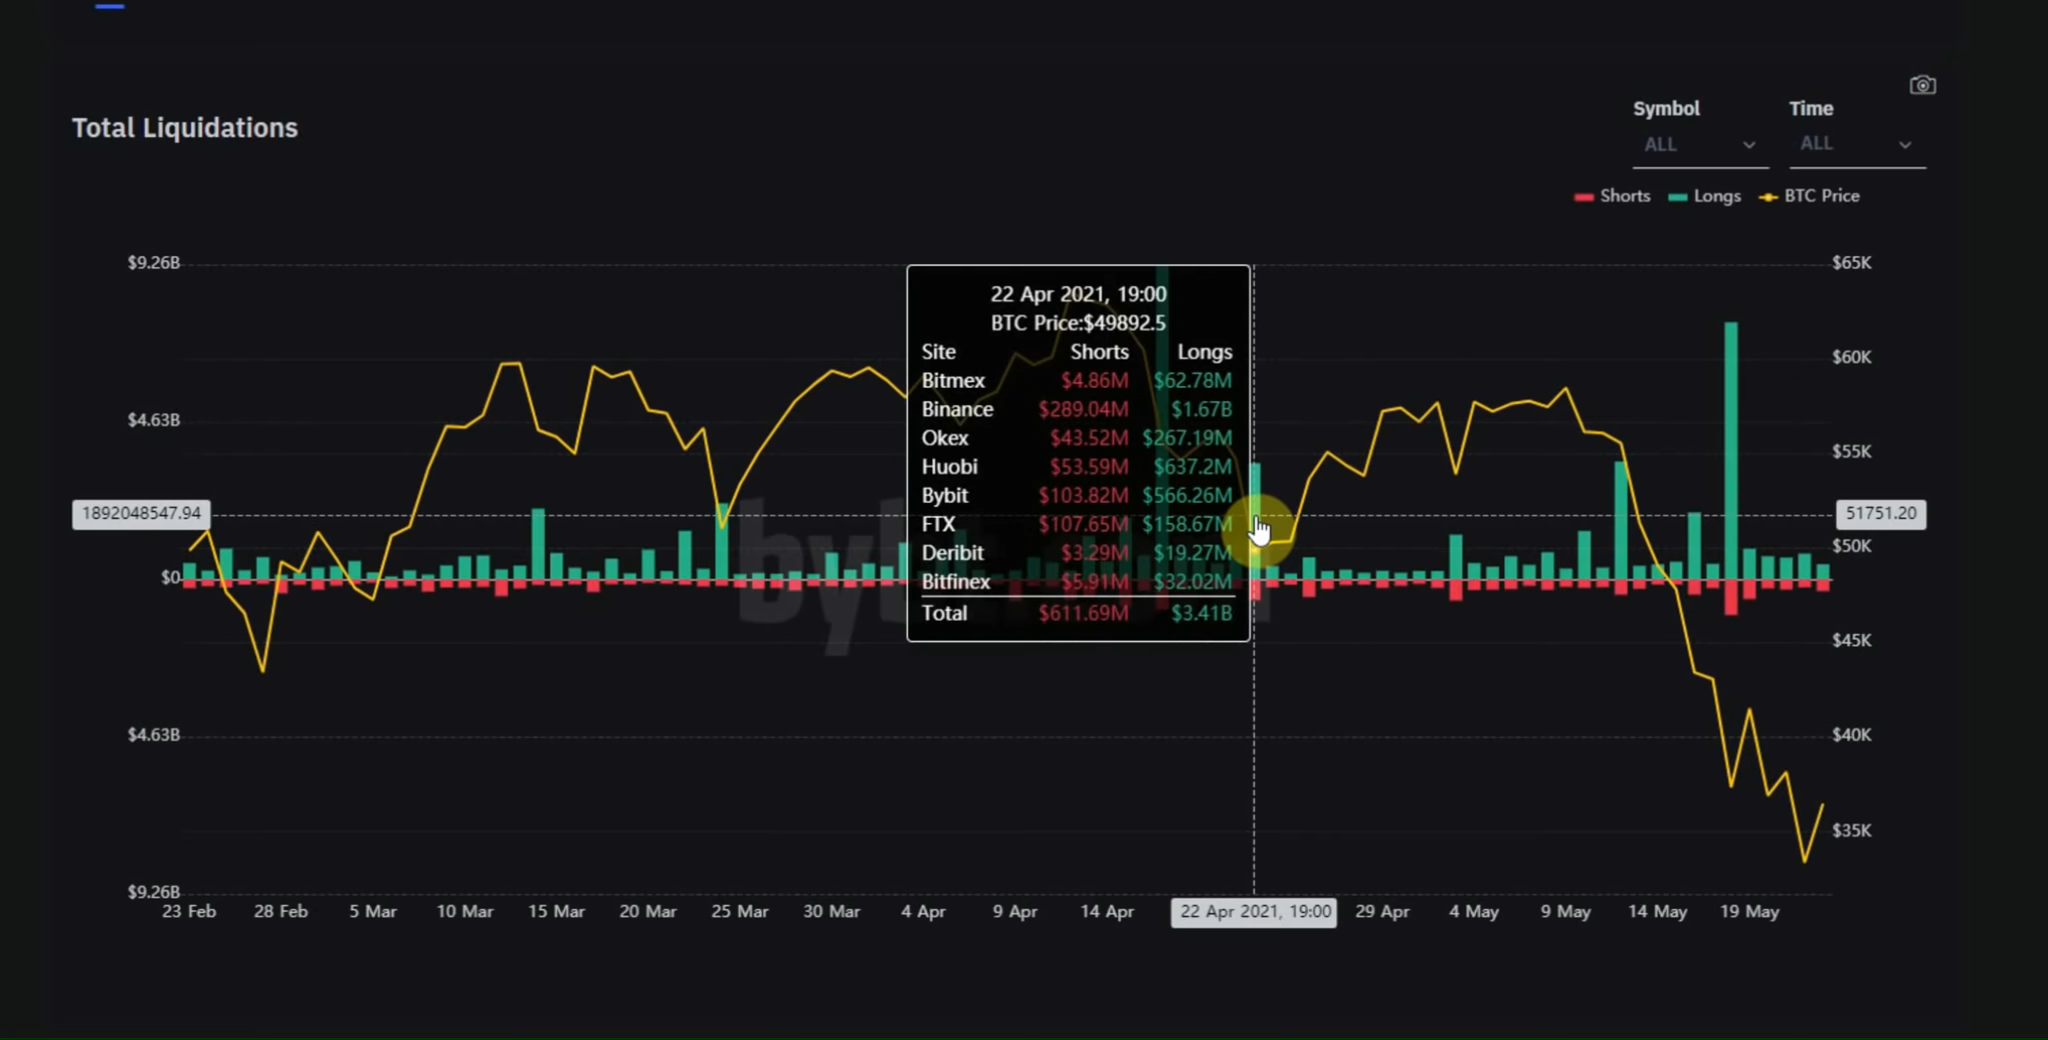 Total Liquidations
Symbol Time
ALL ALL
Shorts Longs BTC Price
$9.26B
$4.63B
1892048547.94
$0
$4.63B
$9.26B
22 Apr 2021, 19:00
BTC Price:$49892.5
Site Shorts Longs
Bitmex $4.86M $62.78M
Binance $289.04M $1.67B
Okex $43.52M $267.19M
Huobi $53.59M $637.2M
Bybit $103.82M $566.26M
FTX $107.65M $158.67M
Deribit $3.29M $19.27M
Bitfinex $5.91M $32.02M
Total $611.69M $3.41B
$65K
$60K
$55K
51751.20
$50K
$45K
$40K
$35K
23 Feb 28 Feb 5 Mar 10 Mar 15 Mar 20 Mar 25 Mar 30 Mar 4 Apr 9 Apr 14 Apr 22 Apr 2021, 19:00 29 Apr 4 May 9 May 14 May 19 May